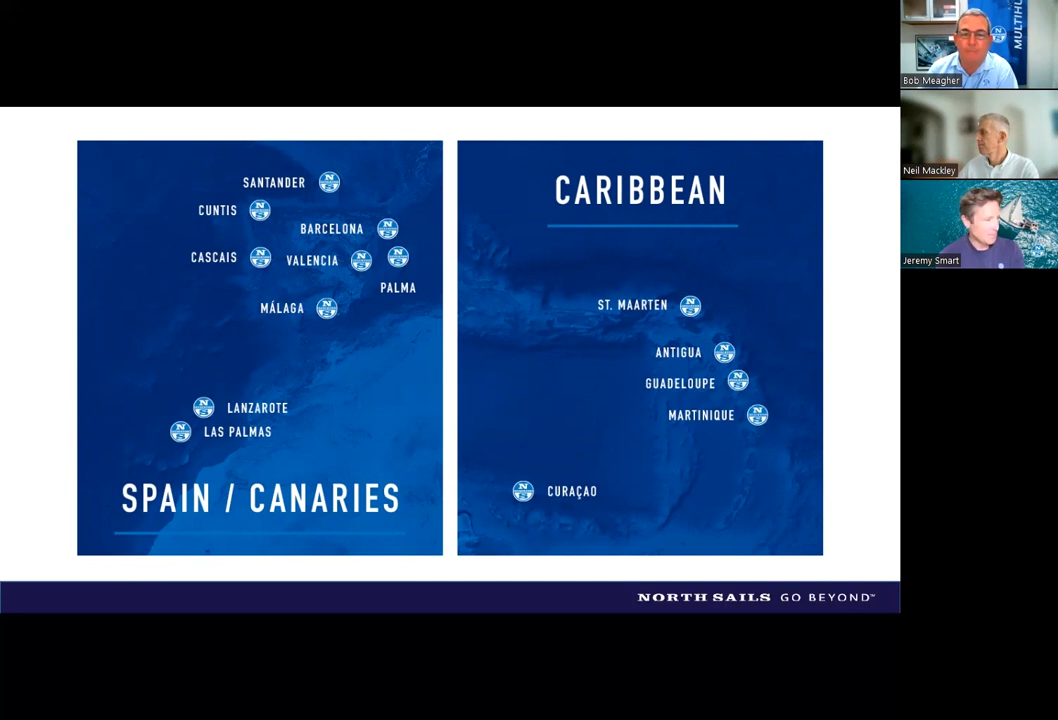 SANTANDER
CUNTIS
BARCELONA
CASCAIS
VALENCIA
PALMA
MÁLAGA
LANZAROTE
LAS PALMAS
SPAIN / CANARIES
CARIBBEAN
ST. MAARTEN
ANTIGUA
GUADELOUPE
MARTINIQUE
CURAÇAO
NORTH SAILS GO BEYOND™
MULTIHU
Bob Meagher
Neil Mackley
Jeremy Smart